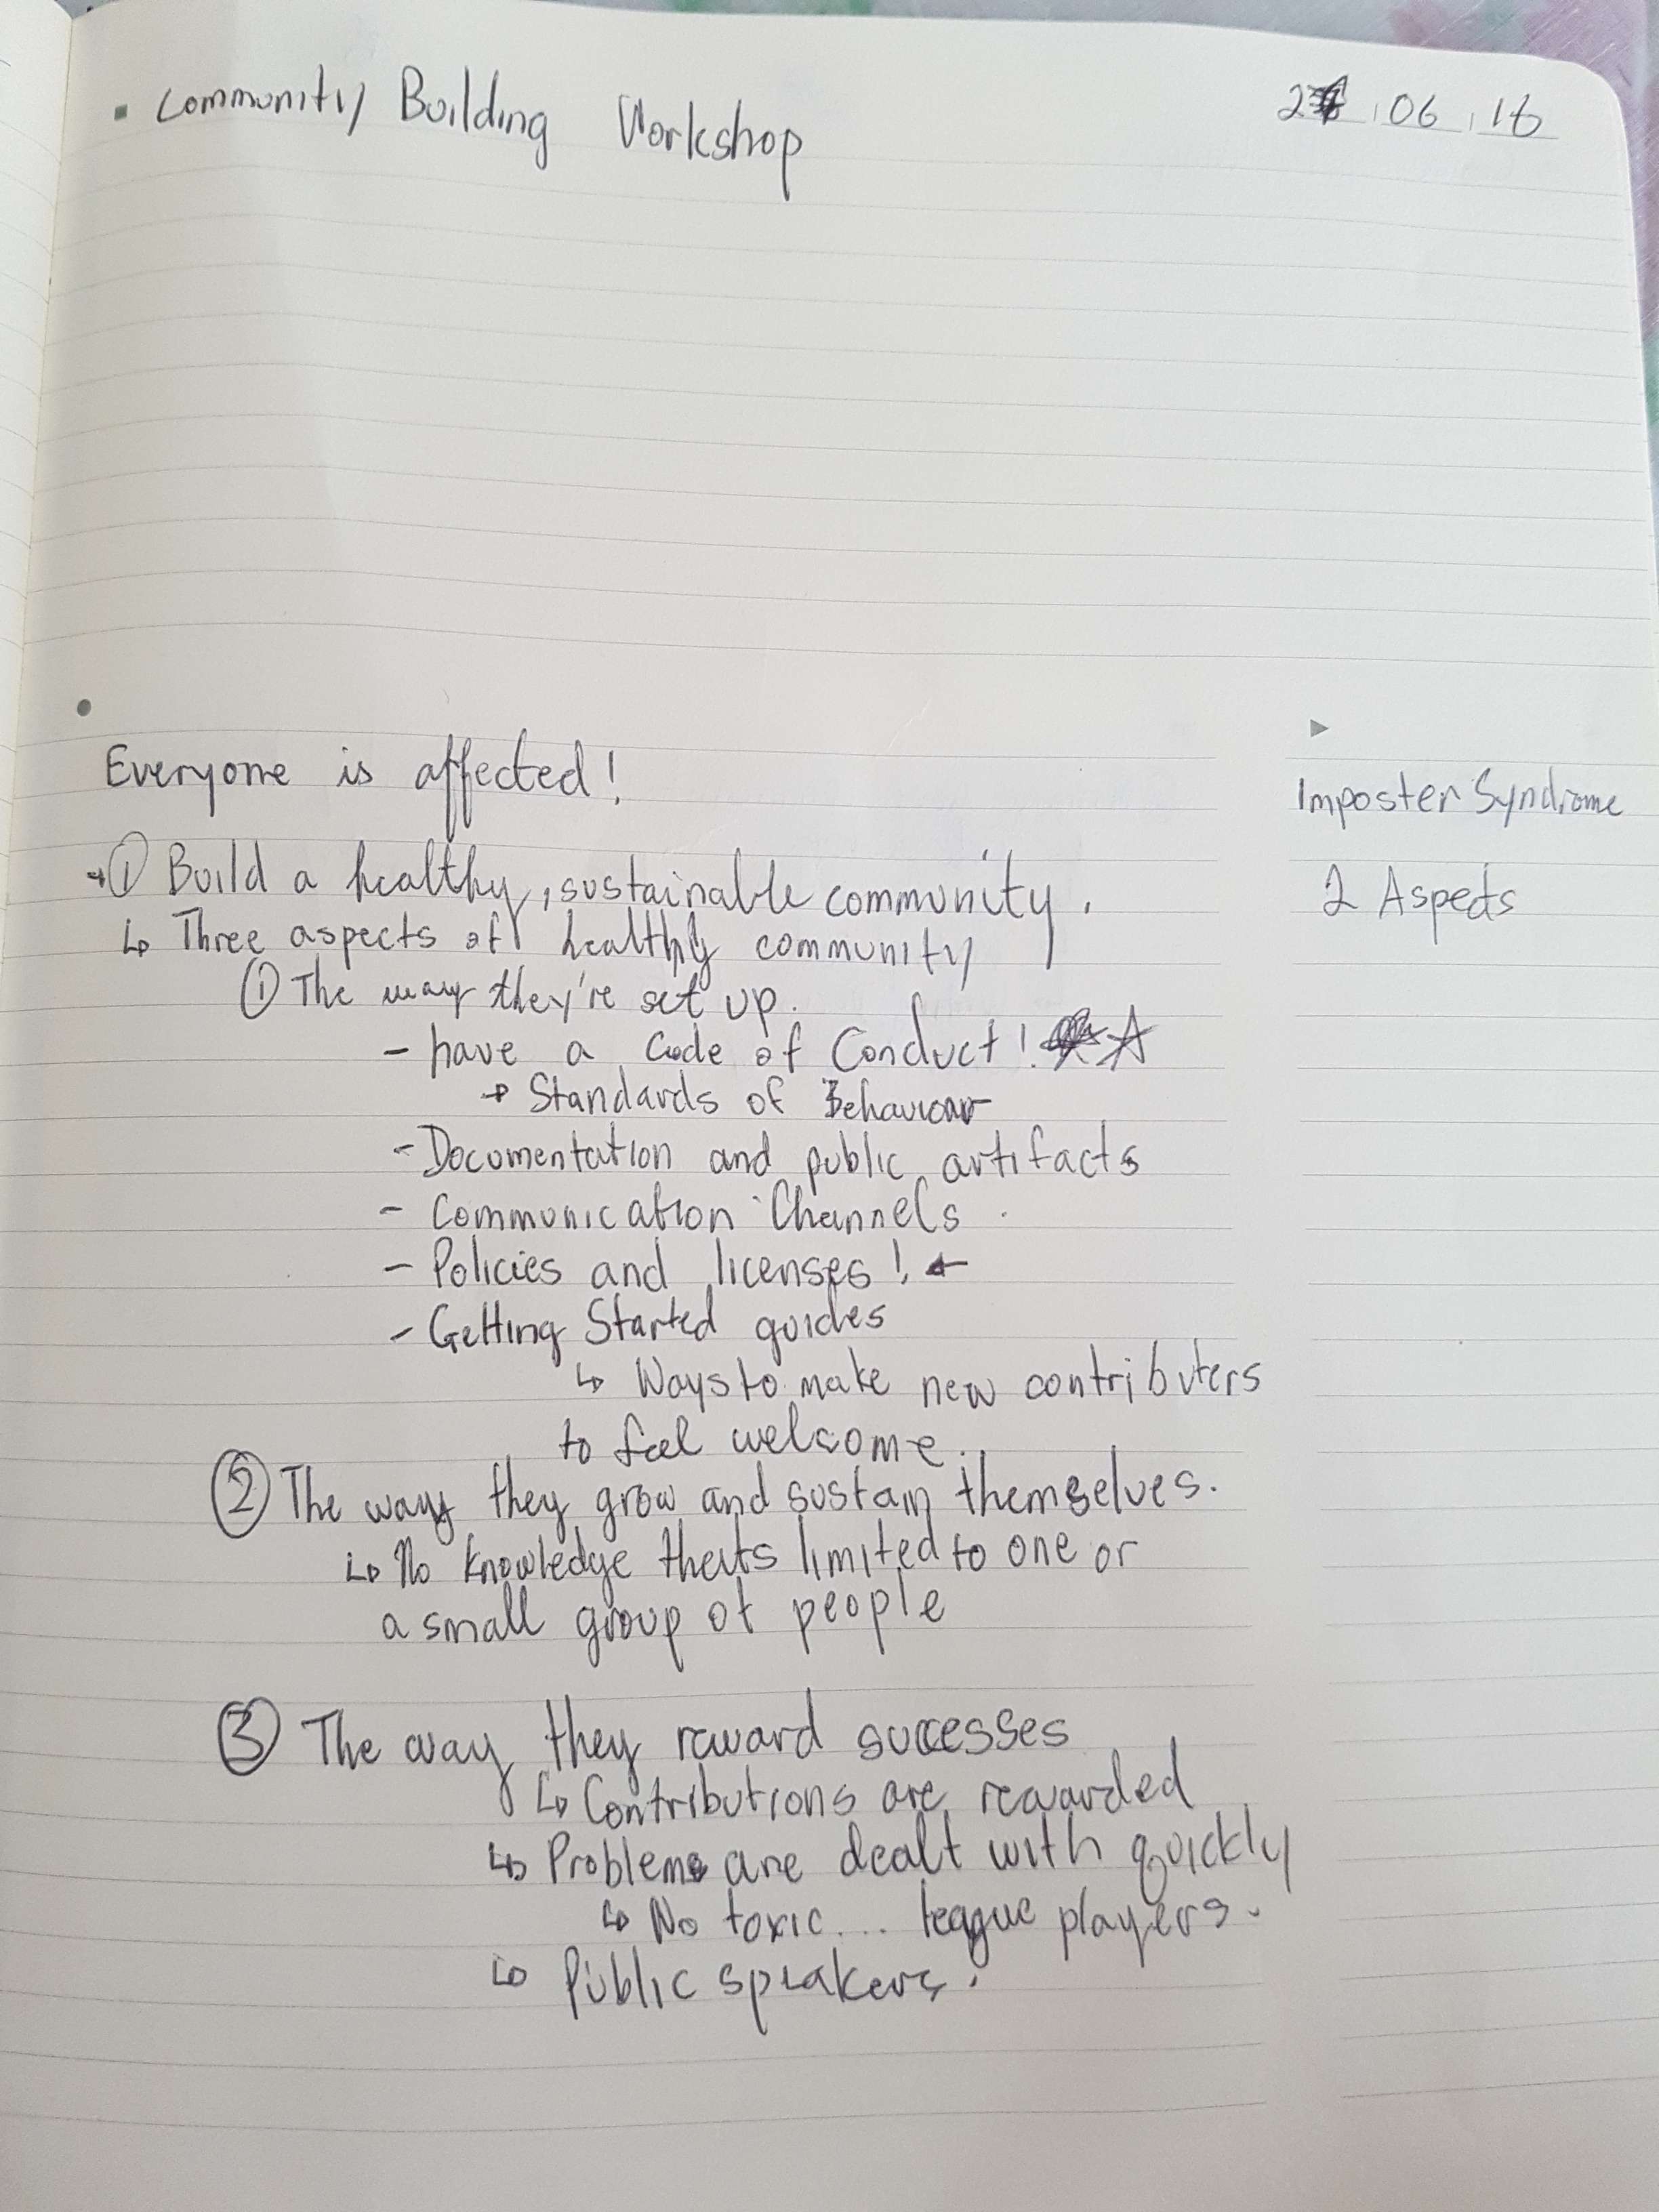 Community Building Workshop
06 16
Everyone is affected!
Imposter Syndrome
2 Aspects
→ ① Build a healthy, sustainable community.
↳ Three aspects of healthy community
① The way they're set up.
- have a Code of Conduct! ☆
→ Standards of Behaviour
- Documentation and public artifacts
- Communication Channels.
- Policies and licenses! ←
- Getting Started guides
↳ Ways to make new contributers
to feel welcome.
② The way they grow and sustain themselves.
↳ No knowledge thats limited to one or
a small group of people
③ The way they reward successes
↳ Contributions are rewarded
↳ Problems are dealt with quickly
↳ No toxic... league players.
↳ Public speakers.